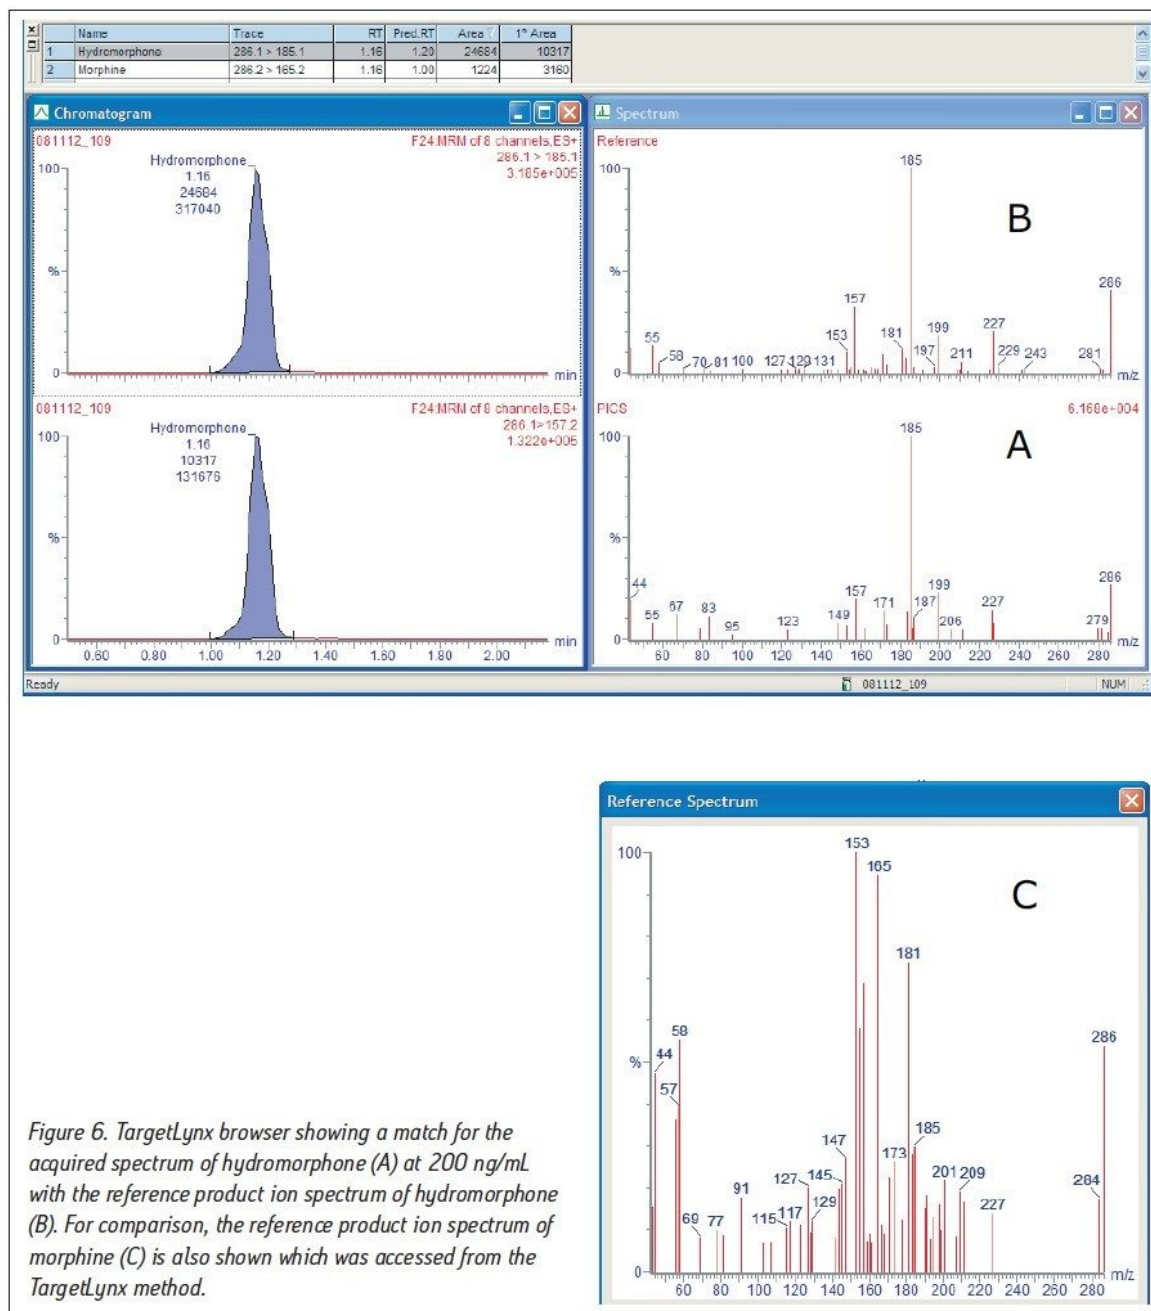 Name Trace RT Pred.RT Area 1° Area
1 Hydromorphone 286.1 > 185.1 1.16 1.20 24684 10317
2 Morphine 286.2 > 165.2 1.16 1.00 1224 3160
Chromatogram
081112_109 F24:MRM of 8 channels,ES+
286.1 > 185.1
3.185e+005
Hydromorphone
1.16
24684
317040
100
%
0
min
081112_109 F24:MRM of 8 channels,ES+
286.1>157.2
1.322e+005
Hydromorphone
1.16
10317
131676
100
%
0
min
0.60 0.80 1.00 1.20 1.40 1.60 1.80 2.00
Spectrum
Reference
B
100
%
0
185
286
157
55
58
70
81
100
127
129
131
153
181
197
199
211
227
229
243
281
m/z
PICS 6.168e+004
A
100
%
0
185
286
44
55
67
83
95
123
149
157
171
187
199
206
227
279
m/z
60 80 100 120 140 160 180 200 220 240 260 280
Ready 081112_109 NUM
Reference Spectrum
C
100
%
0
153
165
181
286
58
44
57
147
185
173
145
127
129
201
209
91
115
117
69
77
227
284
m/z
60 80 100 120 140 160 180 200 220 240 260 280
Figure 6. TargetLynx browser showing a match for the
acquired spectrum of hydromorphone (A) at 200 ng/mL
with the reference product ion spectrum of hydromorphone
(B). For comparison, the reference product ion spectrum of
morphine (C) is also shown which was accessed from the
TargetLynx method.